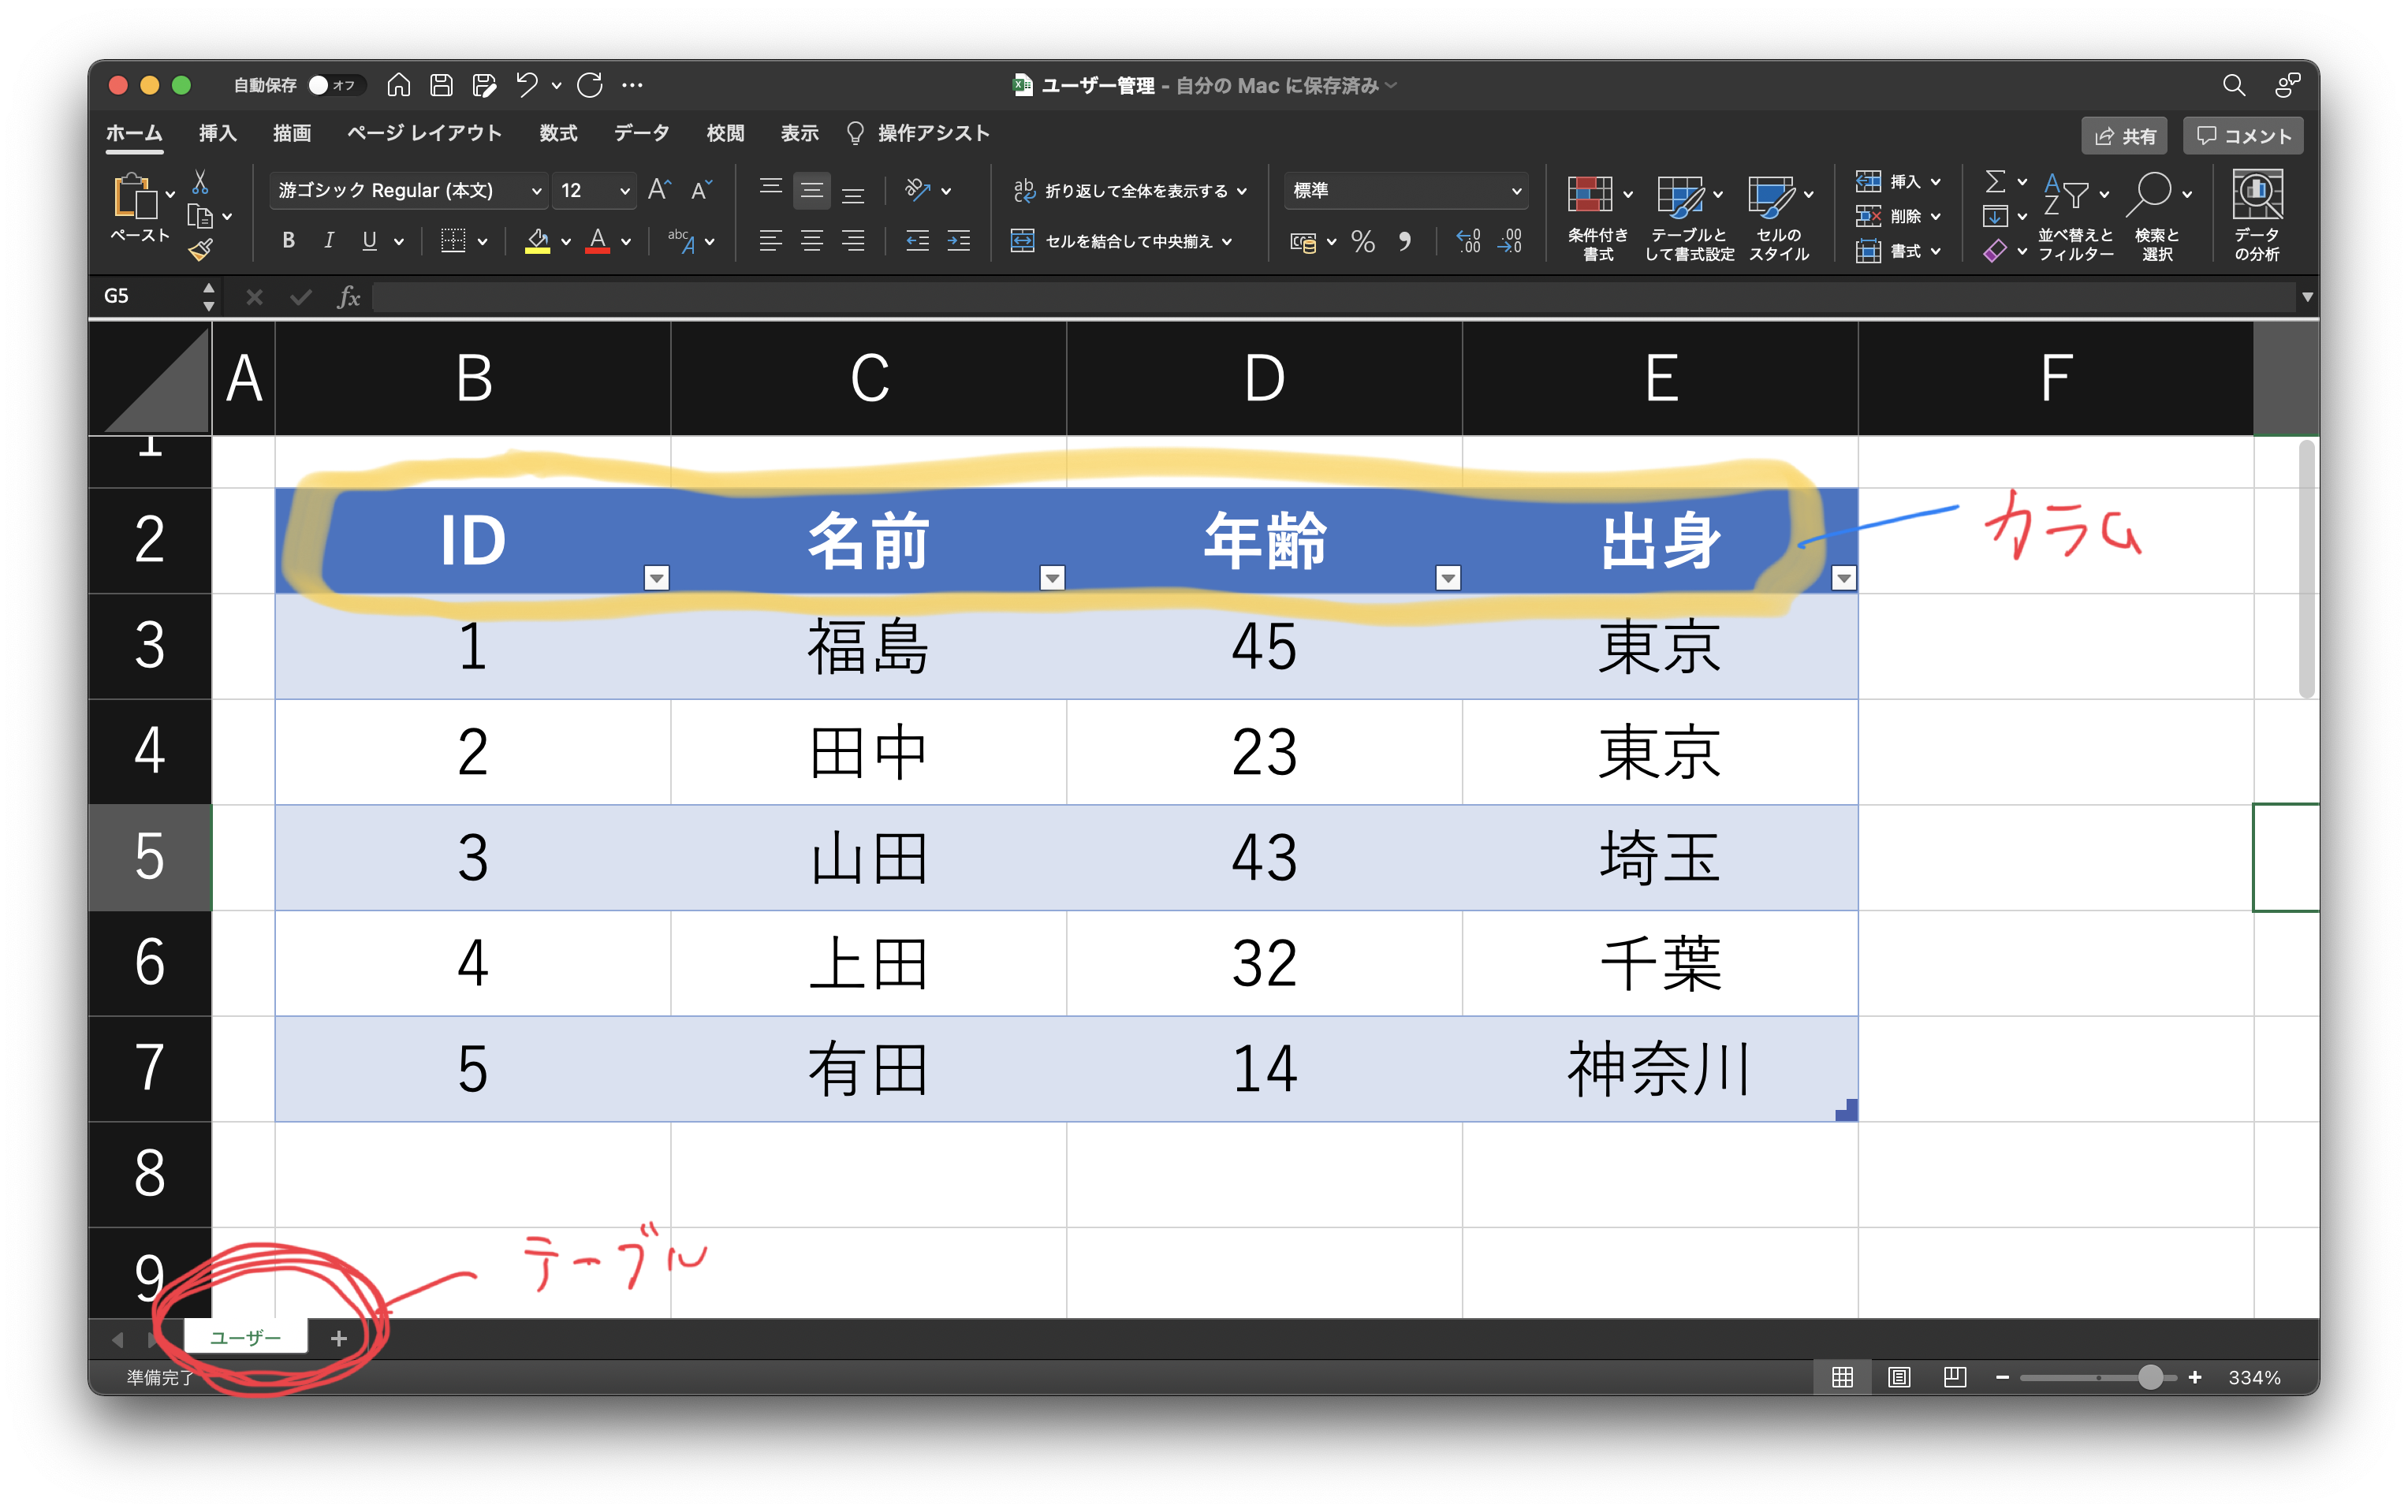 自動保存 オフ ユーザー管理 - 自分の Mac に保存済み
ホーム 挿入 描画 ページ レイアウト 数式 データ 校閲 表示 操作アシスト 共有 コメント
ペースト
游ゴシック Regular (本文) 12 A A
B I U A abc A
ab 折り返して全体を表示する
セルを結合して中央揃え
標準
% .00 .00
条件付き書式
テーブルとして書式設定
セルのスタイル
挿入
削除
書式
並べ替えとフィルター
検索と選択
データの分析
G5 fx
A B C D E F
1
2 ID 名前 年齢 出身 カラム
3 1 福島 45 東京
4 2 田中 23 東京
5 3 山田 43 埼玉
6 4 上田 32 千葉
7 5 有田 14 神奈川
8
9 テーブル
ユーザー +
準備完了 334%